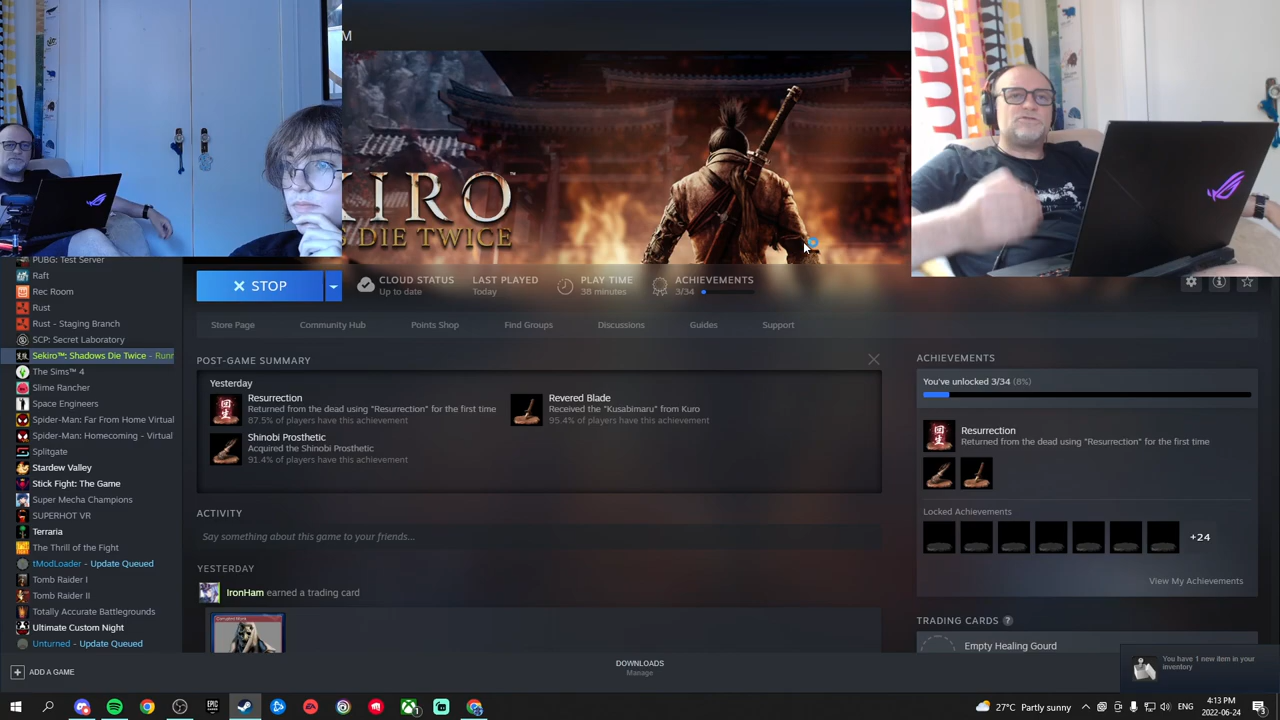 M
KIRO™
S DIE TWICE
PUBG: Test Server
Raft
Rec Room
Rust
Rust - Staging Branch
SCP: Secret Laboratory
Sekiro™: Shadows Die Twice - Runn
The Sims™ 4
Slime Rancher
Space Engineers
Spider-Man: Far From Home Virtual
Spider-Man: Homecoming - Virtual
Splitgate
Stardew Valley
Stick Fight: The Game
Super Mecha Champions
SUPERHOT VR
Terraria
The Thrill of the Fight
tModLoader - Update Queued
Tomb Raider I
Tomb Raider II
Totally Accurate Battlegrounds
Ultimate Custom Night
Unturned - Update Queued
ADD A GAME
STOP
CLOUD STATUS
Up to date
LAST PLAYED
Today
PLAY TIME
38 minutes
ACHIEVEMENTS
3/34
Store Page
Community Hub
Points Shop
Find Groups
Discussions
Guides
Support
POST-GAME SUMMARY
Yesterday
Resurrection
Returned from the dead using "Resurrection" for the first time
87.5% of players have this achievement
Revered Blade
Received the "Kusabimaru" from Kuro
95.4% of players have this achievement
Shinobi Prosthetic
Acquired the Shinobi Prosthetic
91.4% of players have this achievement
ACTIVITY
Say something about this game to your friends...
YESTERDAY
IronHam earned a trading card
Corrupted Monk
ACHIEVEMENTS
You've unlocked 3/34 (8%)
回生
Resurrection
Returned from the dead using "Resurrection" for the first time
Locked Achievements
+24
View My Achievements
TRADING CARDS ?
Empty Healing Gourd
DOWNLOADS
Manage
You have 1 new item in your
inventory
EPIC
EA
27°C Partly sunny
ENG
4:13 PM
2022-06-24